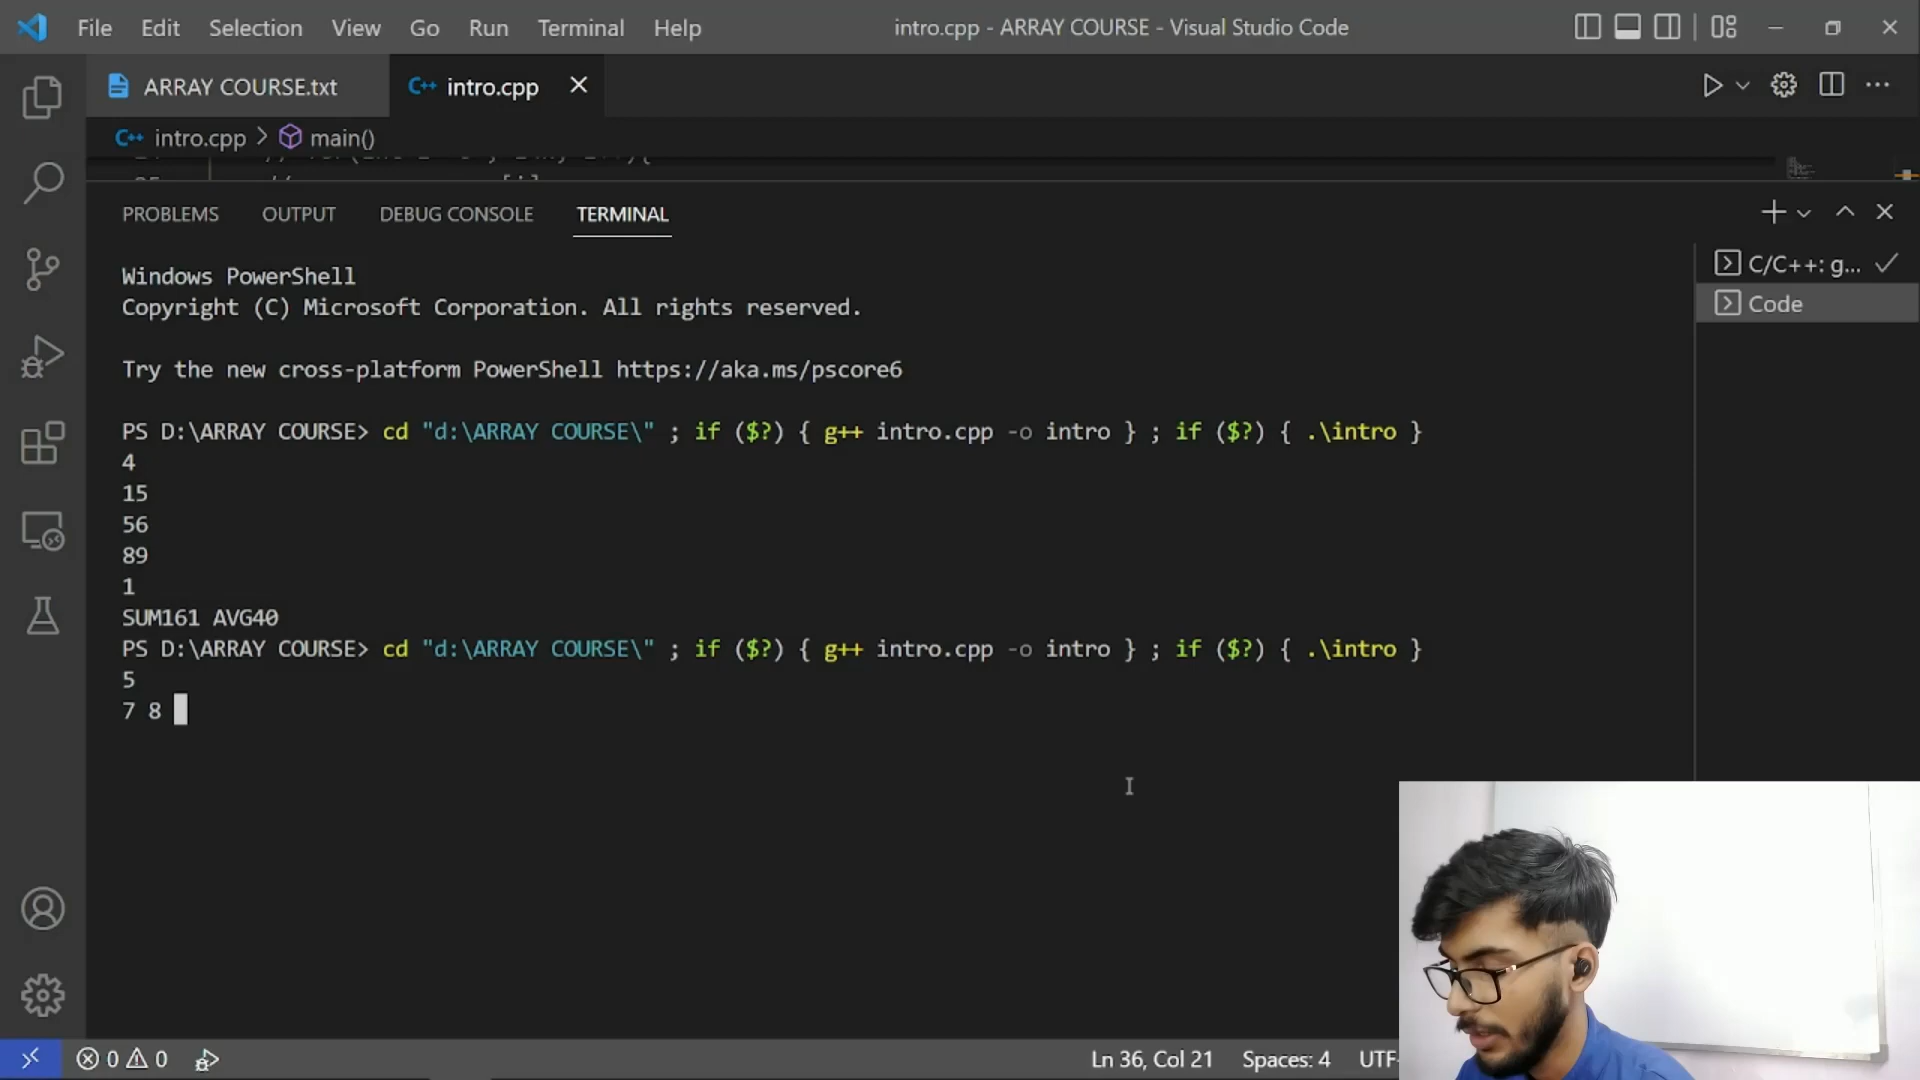 File Edit Selection View Go Run Terminal Help
intro.cpp - ARRAY COURSE - Visual Studio Code
ARRAY COURSE.txt
C++ intro.cpp
C++ intro.cpp > main()
PROBLEMS OUTPUT DEBUG CONSOLE TERMINAL
Windows PowerShell
Copyright (C) Microsoft Corporation. All rights reserved.
Try the new cross-platform PowerShell https://aka.ms/pscore6
PS D:\ARRAY COURSE> cd "d:\ARRAY COURSE\" ; if ($?) { g++ intro.cpp -o intro } ; if ($?) { .\intro }
4
15
56
89
1
SUM161 AVG40
PS D:\ARRAY COURSE> cd "d:\ARRAY COURSE\" ; if ($?) { g++ intro.cpp -o intro } ; if ($?) { .\intro }
5
7 8
C/C++: g...
Code
0 0
Ln 36, Col 21 Spaces: 4 UTF-